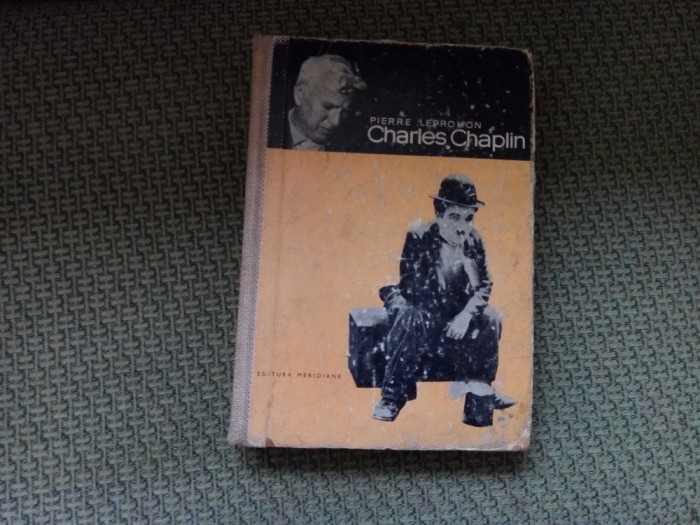 PIERRE LEPROHON
Charles Chaplin
EDITURA MERIDIANE